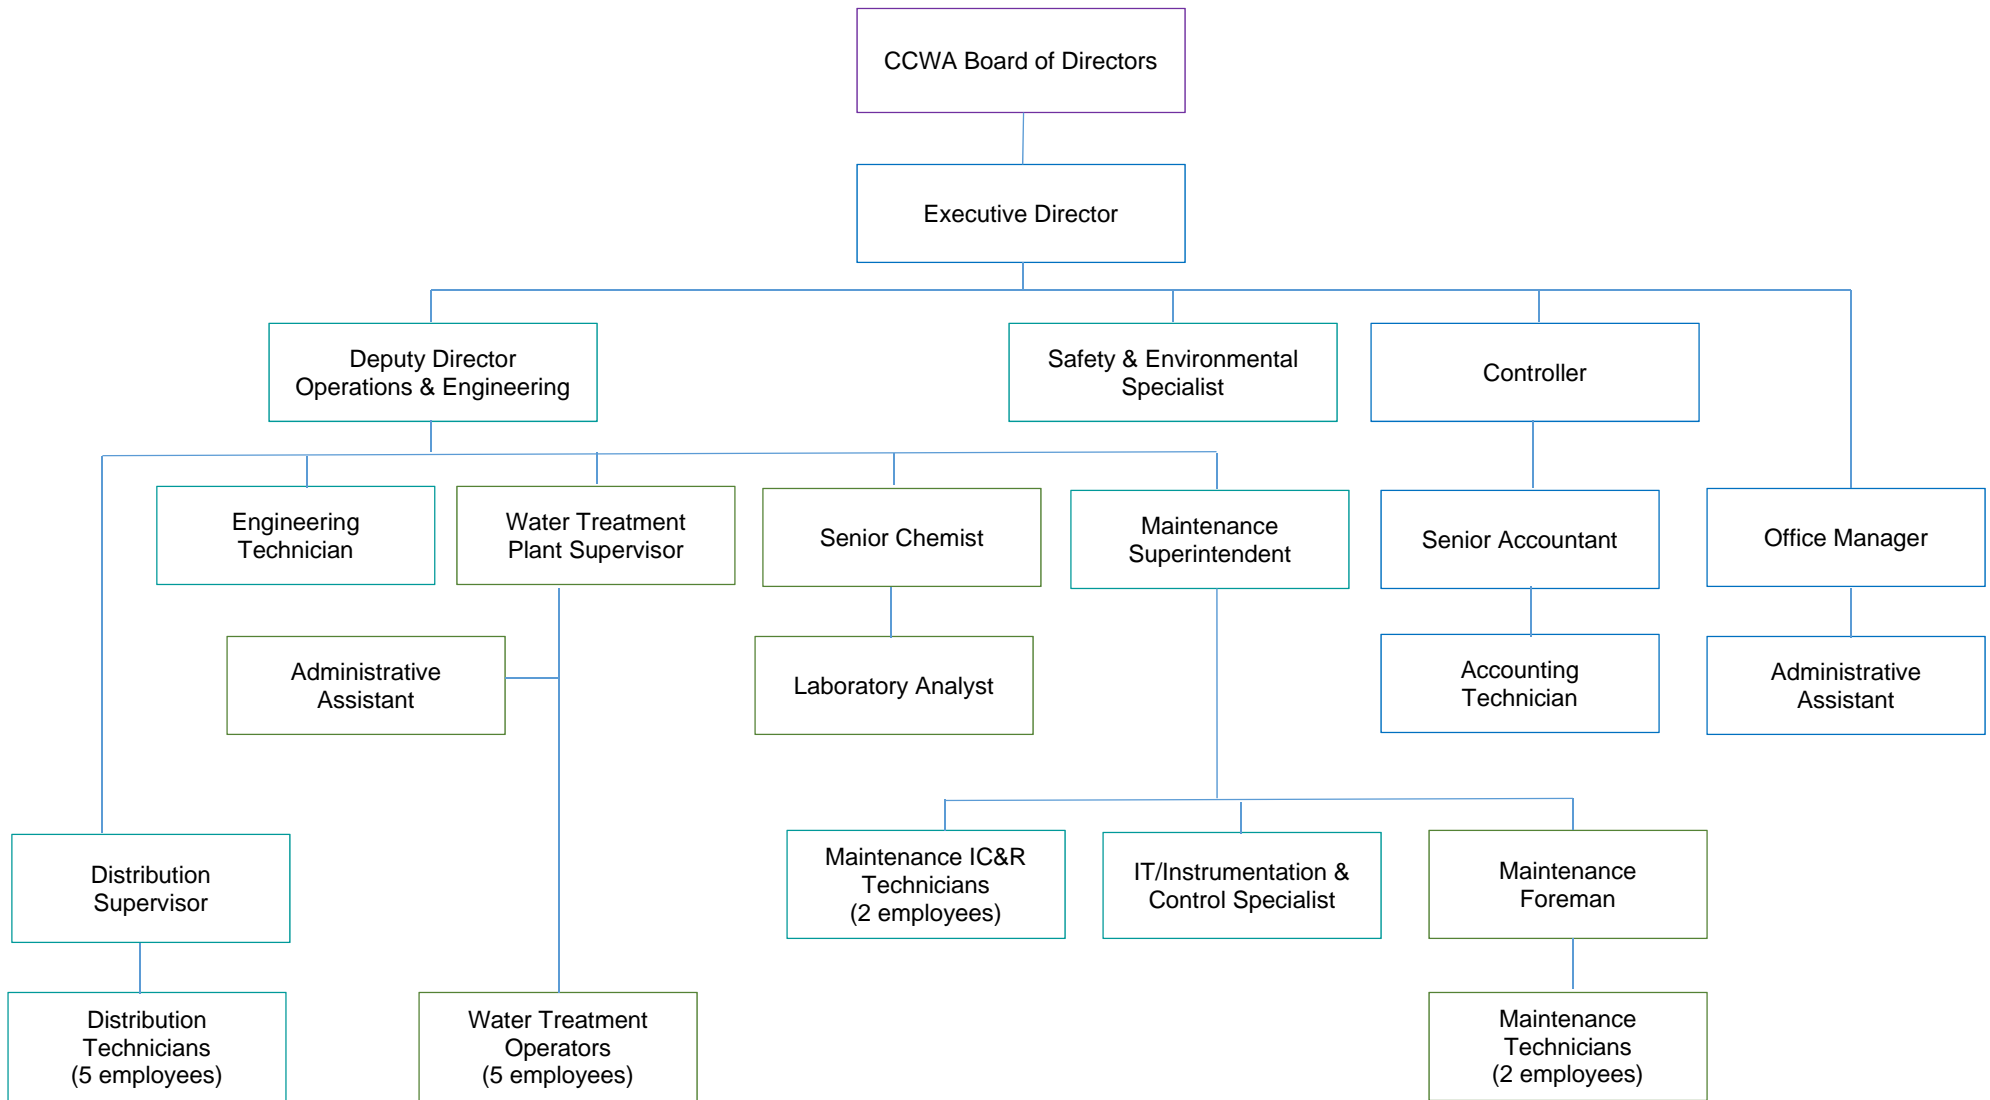 CCWA Board of Directors
Executive Director
Deputy Director
Operations & Engineering
Safety & Environmental
Specialist
Controller
Engineering
Technician
Water Treatment
Plant Supervisor
Senior Chemist
Maintenance
Superintendent
Senior Accountant
Office Manager
Administrative
Assistant
Laboratory Analyst
Accounting
Technician
Administrative
Assistant
Distribution
Supervisor
Maintenance IC&R
Technicians
(2 employees)
IT/Instrumentation &
Control Specialist
Maintenance
Foreman
Distribution
Technicians
(5 employees)
Water Treatment
Operators
(5 employees)
Maintenance
Technicians
(2 employees)